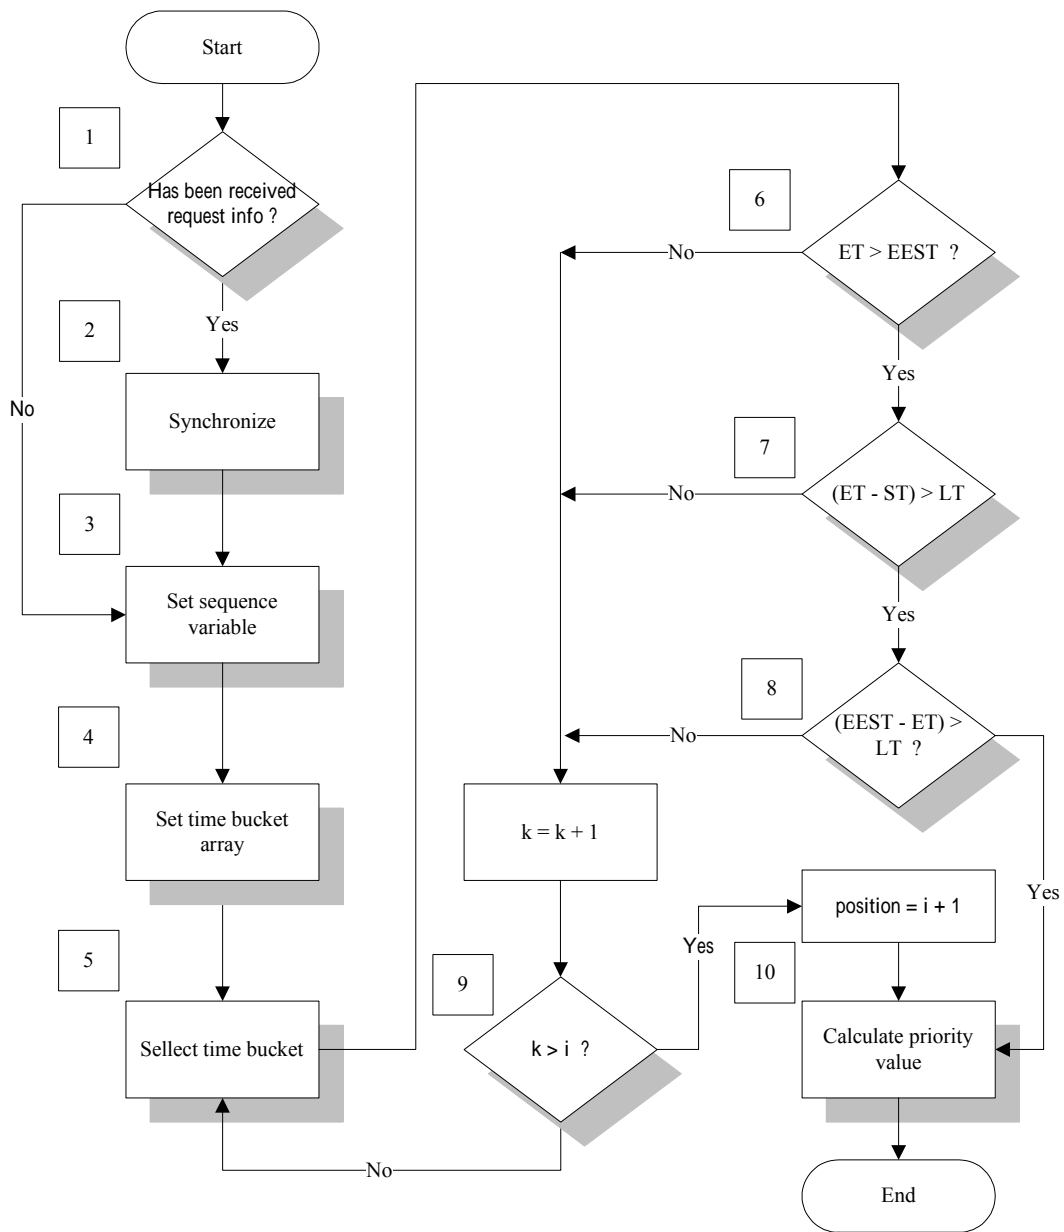 Start
1
Has been received
request info ?
Yes
No
2
Synchronize
3
Set sequence
variable
4
Set time bucket
array
5
Sellect time bucket
6
ET > EEST ?
No
Yes
7
(ET - ST) > LT
No
Yes
8
(EEST - ET) >
LT ?
No
Yes
k = k + 1
9
k > i ?
Yes
No
position = i + 1
10
Calculate priority
value
End